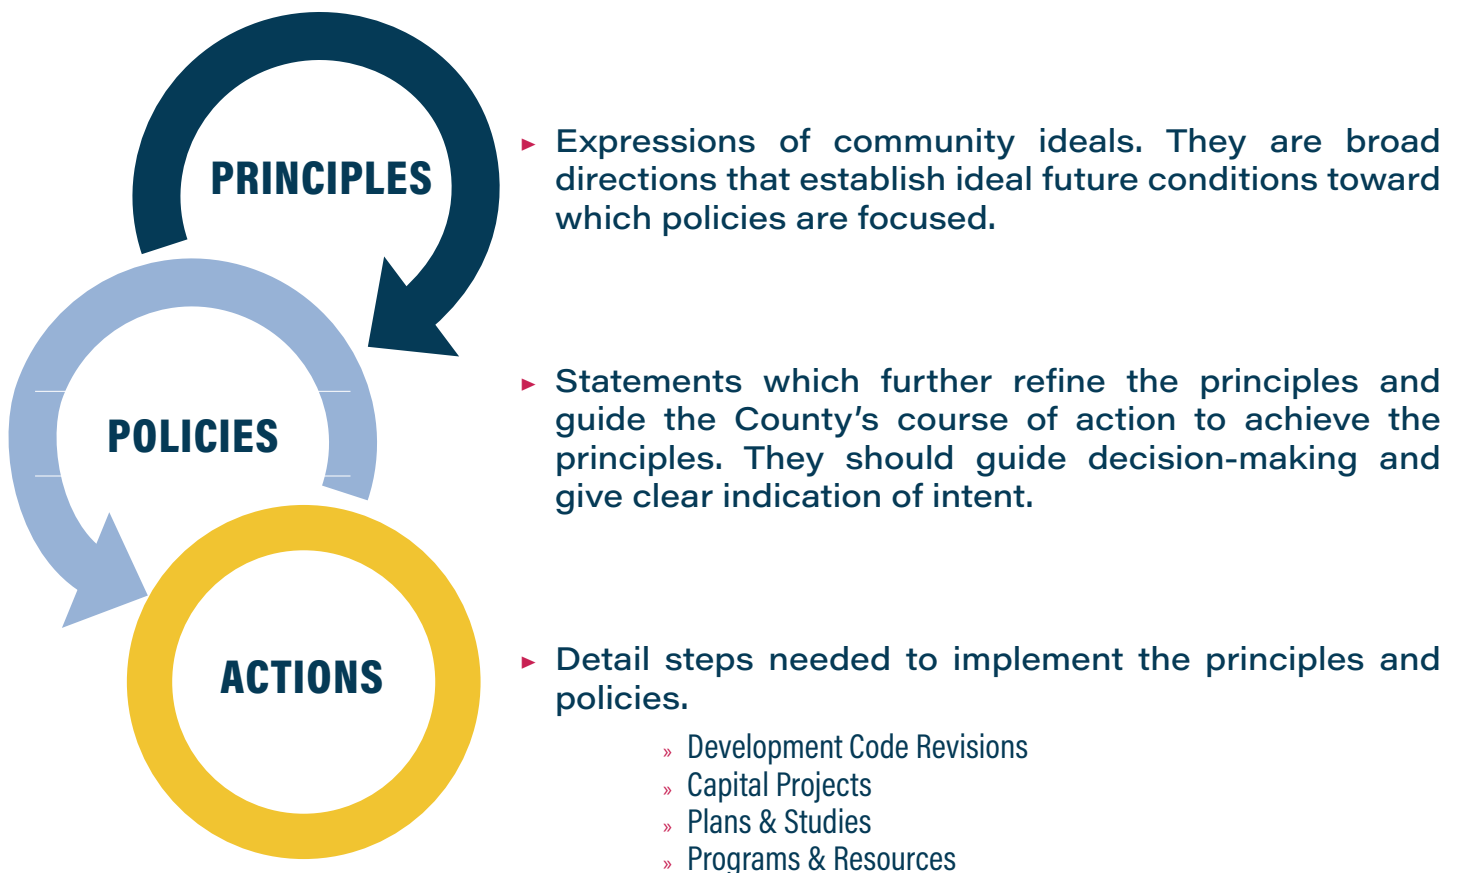 PRINCIPLES
► Expressions of community ideals. They are broad
directions that establish ideal future conditions toward
which policies are focused.
POLICIES
► Statements which further refine the principles and
guide the County’s course of action to achieve the
principles. They should guide decision-making and
give clear indication of intent.
ACTIONS
► Detail steps needed to implement the principles and
policies.
» Development Code Revisions
» Capital Projects
» Plans & Studies
» Programs & Resources